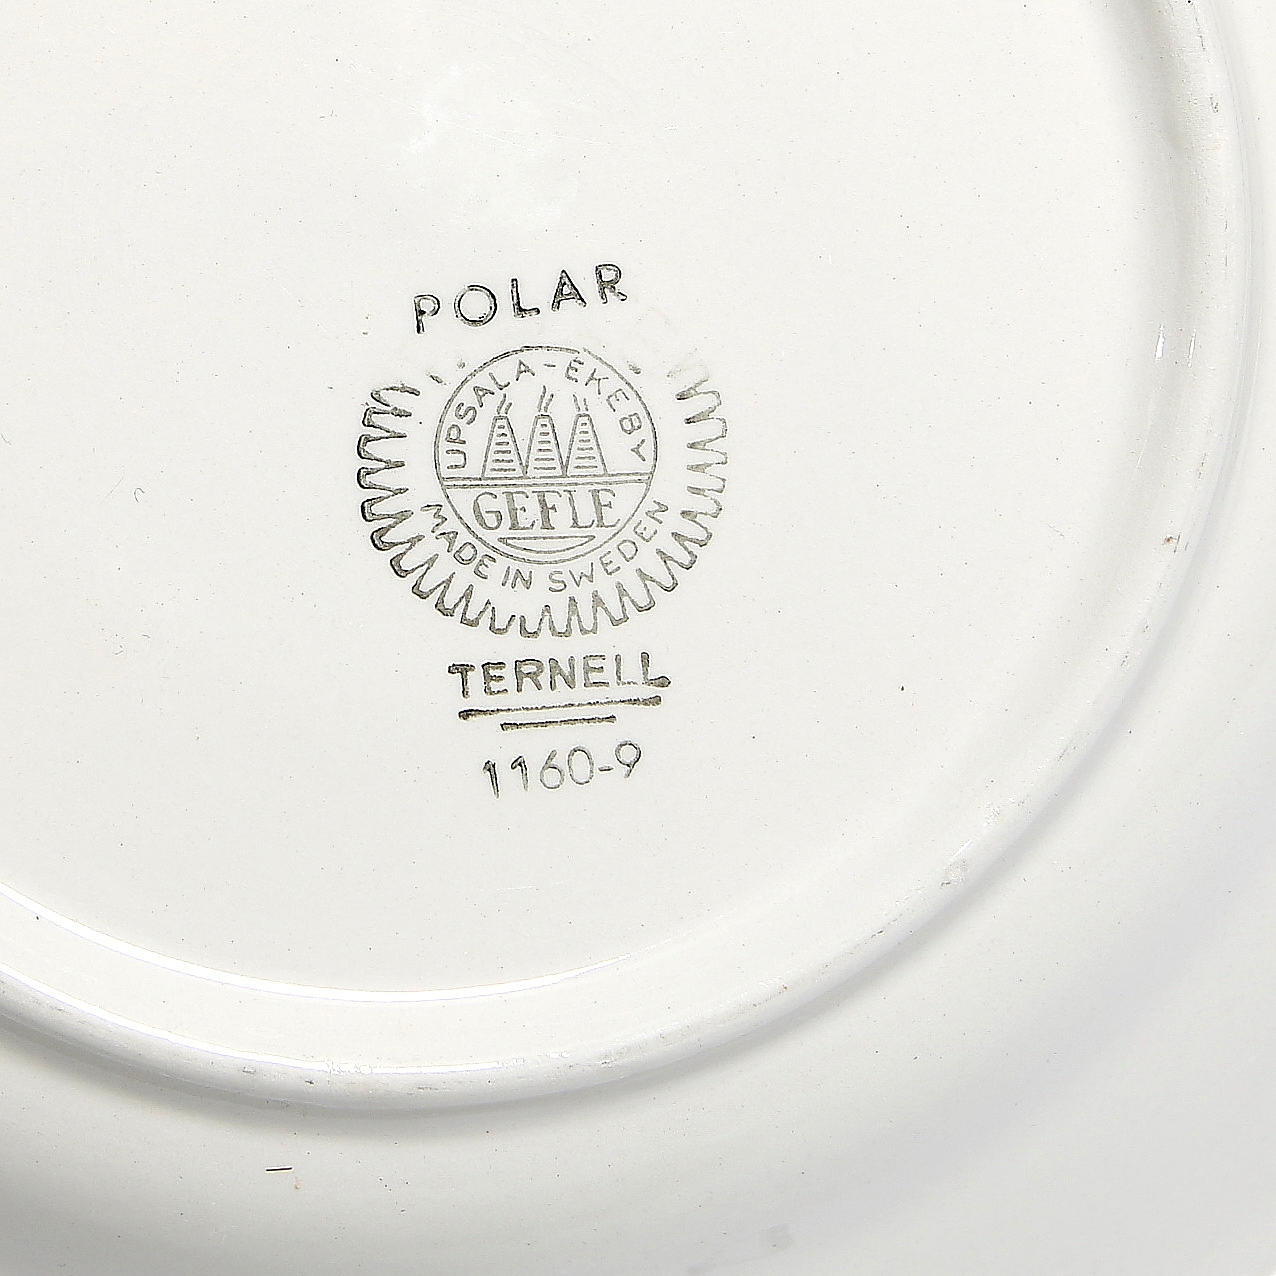 POLAR
UPSALA-EKEBY
GEFLE
MADE IN SWEDEN
TERNELL
1160-9